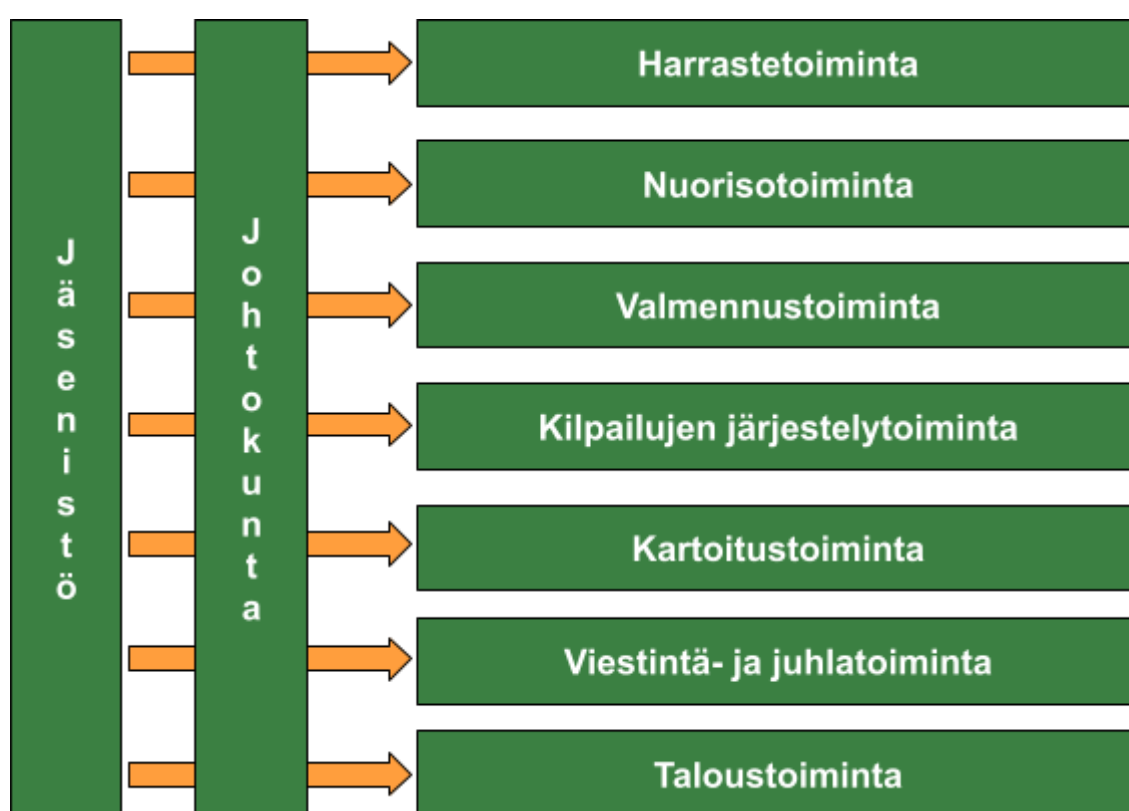 Jäsenistö
Johtokunta
Harrastetoiminta
Nuorisotoiminta
Valmennustoiminta
Kilpailujen järjestelytoiminta
Kartoitustoiminta
Viestintä- ja juhlatoiminta
Taloustoiminta